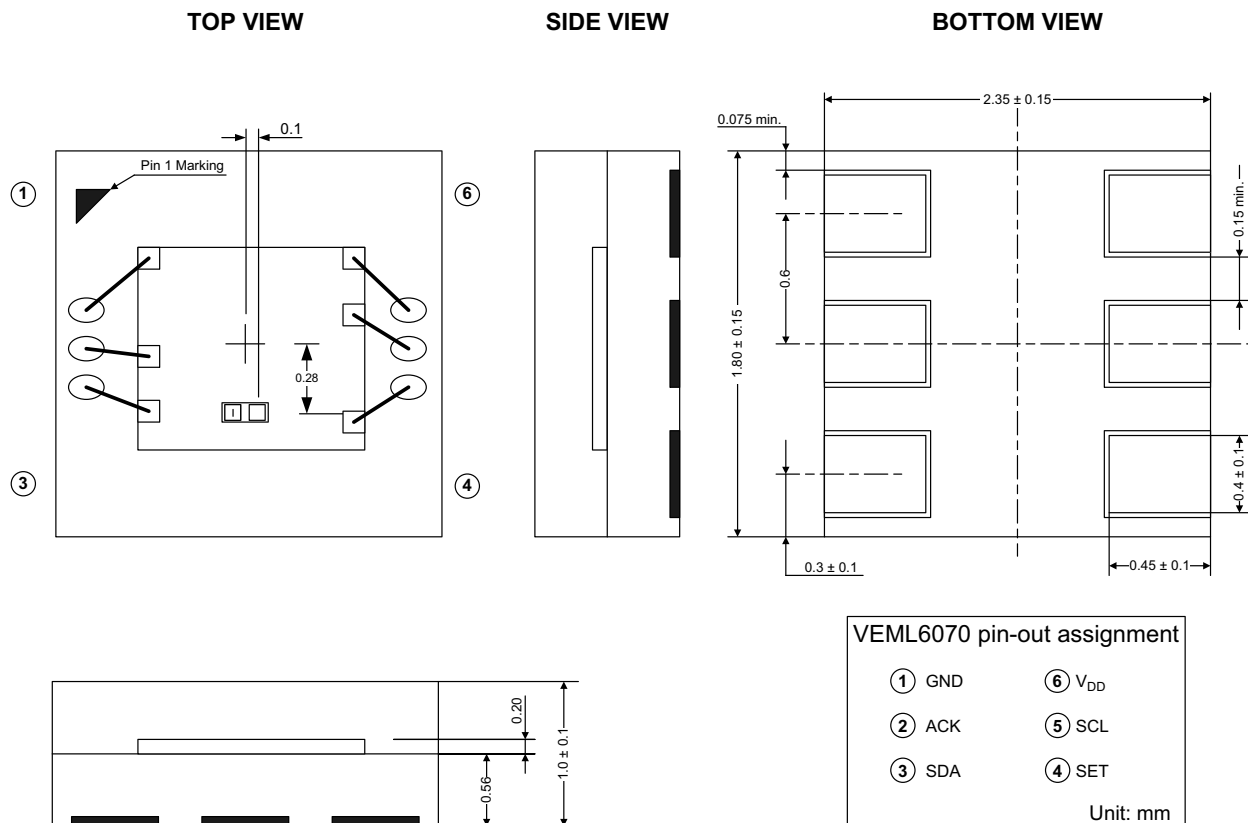 TOP VIEW
SIDE VIEW
BOTTOM VIEW
2.35 ± 0.15
0.075 min.
0.1
Pin 1 Marking
1
6
0.15 min.
0.6
1.80 ± 0.15
0.28
3
4
0.4 ± 0.1
0.3 ± 0.1
0.45 ± 0.1
VEML6070 pin-out assignment
1 GND
6 VDD
2 ACK
5 SCL
3 SDA
4 SET
Unit: mm
0.20
1.0 ± 0.1
0.56